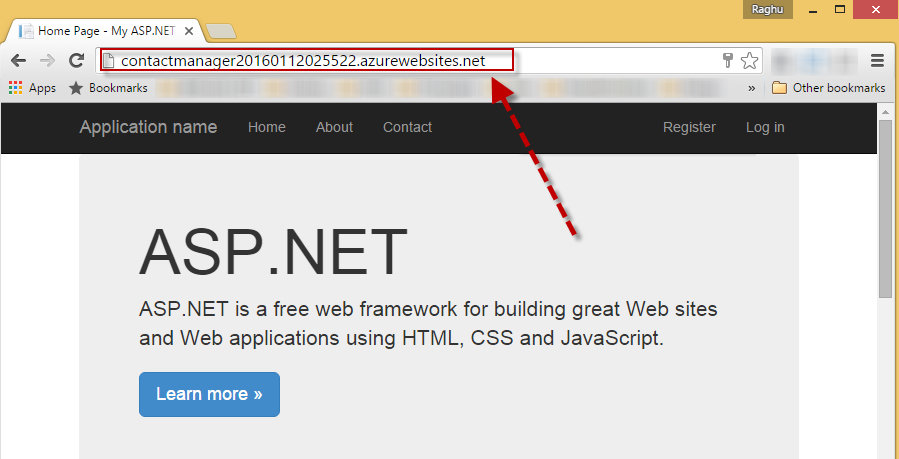 Raghu
Home Page - My ASP.NET
contactmanager20160112025522.azurewebsites.net
Apps Bookmarks » Other bookmarks
Application name Home About Contact Register Log in
ASP.NET
ASP.NET is a free web framework for building great Web sites
and Web applications using HTML, CSS and JavaScript.
Learn more »